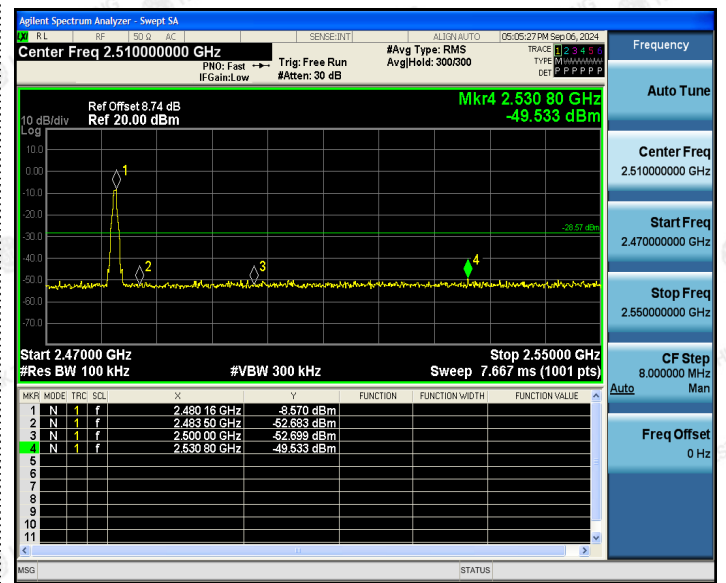 Agilent Spectrum Analyzer - Swept SA
LXI RL RF 50 Ω AC SENSE:INT ALIGN AUTO 05:05:27 PM Sep 06, 2024
Center Freq 2.510000000 GHz
#Avg Type: RMS
TRACE 1 2 3 4 5 6
PNO: Fast Trig: Free Run Avg|Hold: 300/300
TYPE M
IFGain:Low #Atten: 30 dB
DET P P P P P P
Mkr4 2.530 80 GHz
-49.533 dBm
Ref Offset 8.74 dB
10 dB/div Ref 20.00 dBm
Log
10.0
0.00
-10.0
-20.0
-30.0
-40.0
-50.0
-60.0
-70.0
1
2
3
4
-28.57 dBm
Start 2.47000 GHz Stop 2.55000 GHz
#Res BW 100 kHz #VBW 300 kHz Sweep 7.667 ms (1001 pts)
MKR MODE TRC SCL X Y FUNCTION FUNCTION WIDTH FUNCTION VALUE
1 N 1 f 2.480 16 GHz -8.570 dBm
2 N 1 f 2.483 50 GHz -52.683 dBm
3 N 1 f 2.500 00 GHz -52.699 dBm
4 N 1 f 2.530 80 GHz -49.533 dBm
5
6
7
8
9
10
11
MSG STATUS
Frequency
Auto Tune
Center Freq
2.510000000 GHz
Start Freq
2.470000000 GHz
Stop Freq
2.550000000 GHz
CF Step
8.000000 MHz
Auto Man
Freq Offset
0 Hz